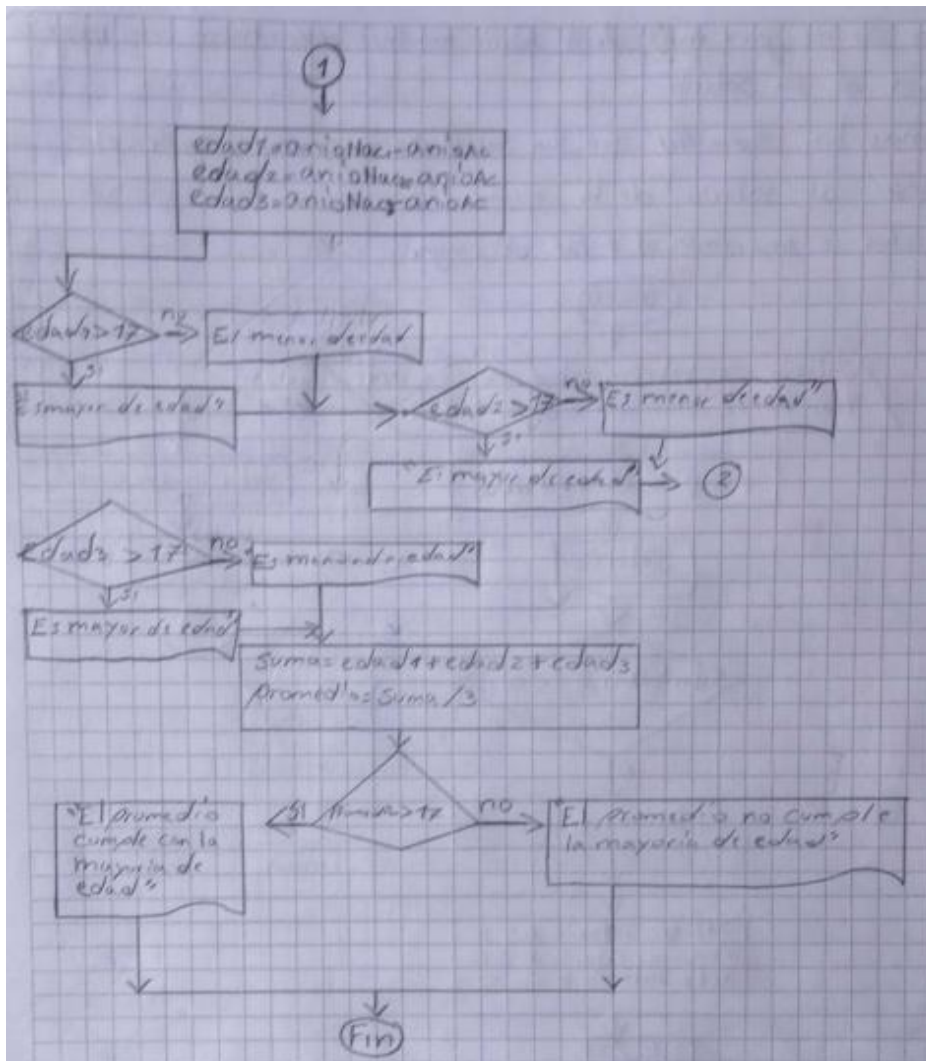 1
edad1=anioNac-anioAc
edad2=anioNac-anioAc
edad3=anioNac-anioAc
edad1>17
no
Es menor de edad
si
"Es mayor de edad"
edad2>17
no
Es menor de edad"
si
"Es mayor de edad"
2
edad3 >17
no
"Es menor de edad"
si
Es mayor de edad"
Suma=edad1+edad2+edad3
promedio=Suma/3
>17
si
no
"El promedio
cumple con la
mayoria de
edad"
"El promedio no cumple
la mayoria de edad"
Fin